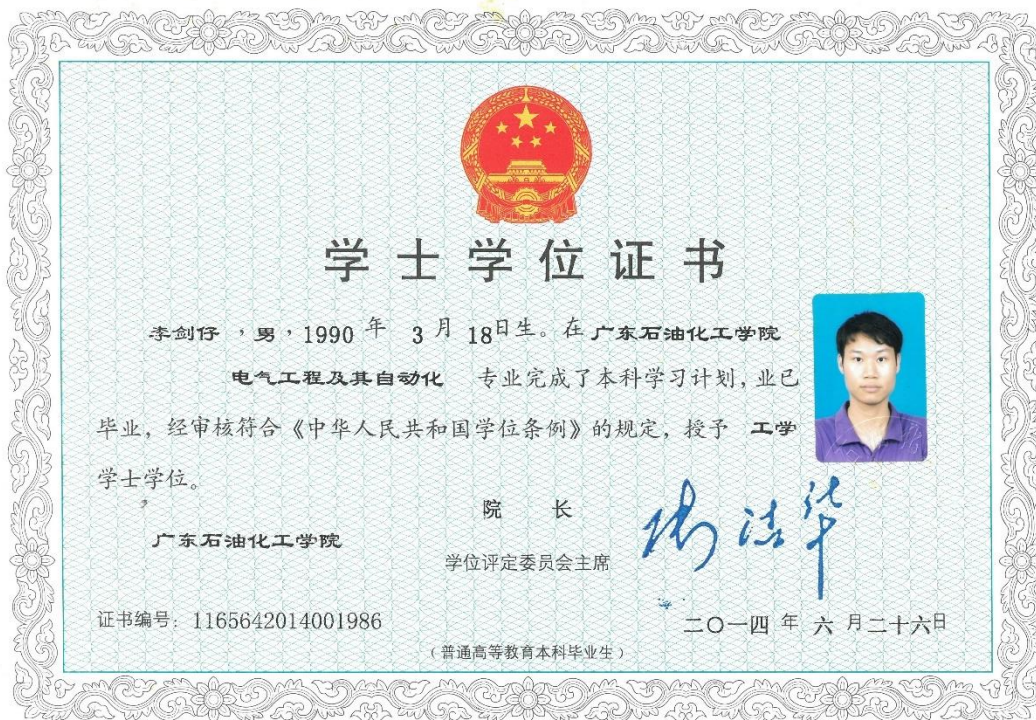 学士学位证书
李剑仔，男，1990 年 3 月 18日生。在 广东石油化工学院
电气工程及其自动化 专业完成了本科学习计划，业已
毕业，经审核符合《中华人民共和国学位条例》的规定，授予 工学
学士学位。
院 长
广东石油化工学院
学位评定委员会主席
证书编号：1165642014001986
二〇一四 年 六 月二十六日
（普通高等教育本科毕业生）